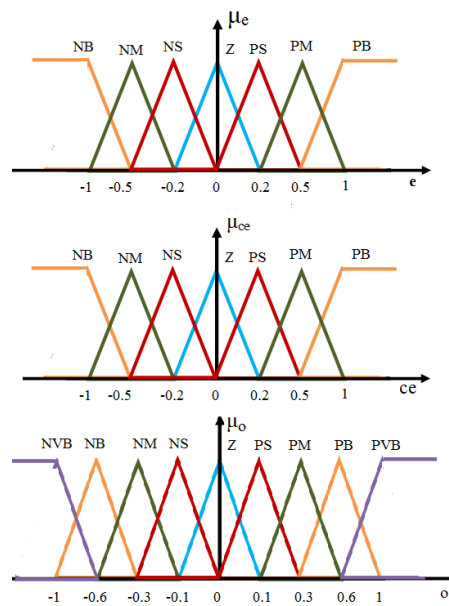 μe
NB NM NS Z PS PM PB
-1 -0.5 -0.2 0 0.2 0.5 1 e
μce
NB NM NS Z PS PM PB
-1 -0.5 -0.2 0 0.2 0.5 1 ce
μo
NVB NB NM NS Z PS PM PB PVB
-1 -0.6 -0.3 -0.1 0 0.1 0.3 0.6 1 o